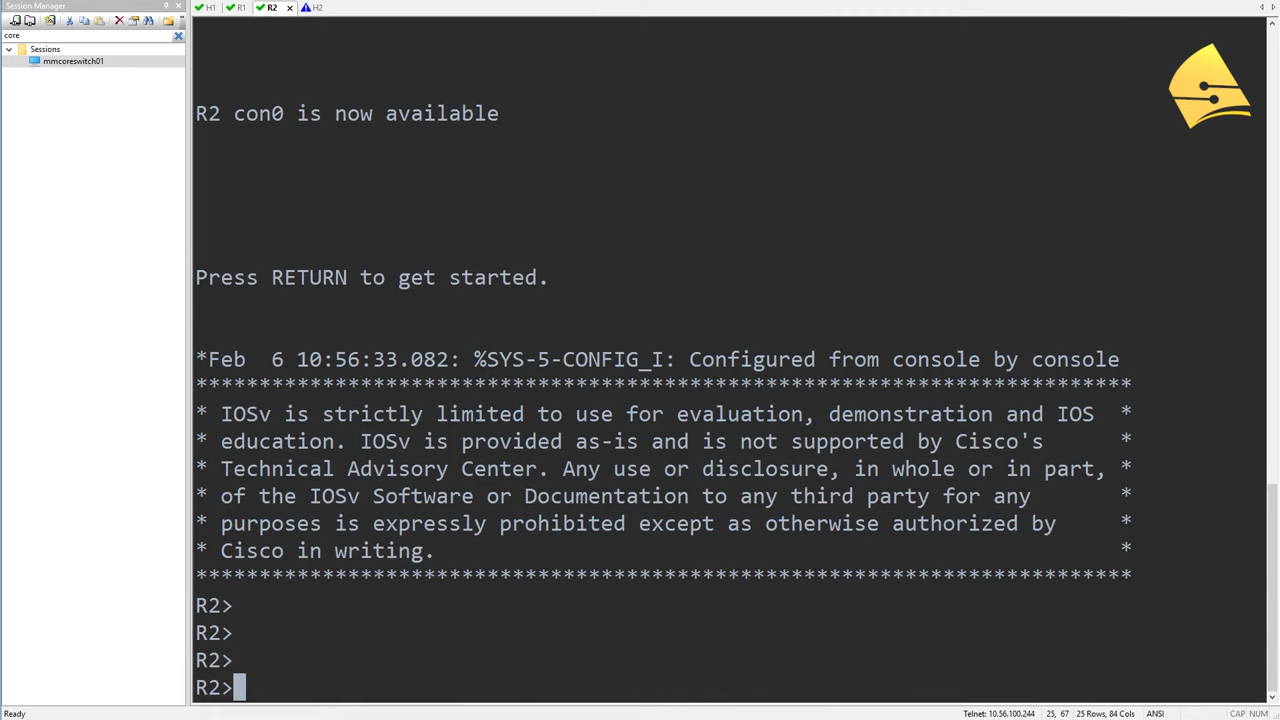 Session Manager
H1
R1
R2
H2
core
Sessions
mmcoreswitch01
R2 con0 is now available
Press RETURN to get started.
*Feb  6 10:56:33.082: %SYS-5-CONFIG_I: Configured from console by console
**************************************************************************
* IOSv is strictly limited to use for evaluation, demonstration and IOS  *
* education. IOSv is provided as-is and is not supported by Cisco's      *
* Technical Advisory Center. Any use or disclosure, in whole or in part, *
* of the IOSv Software or Documentation to any third party for any       *
* purposes is expressly prohibited except as otherwise authorized by     *
* Cisco in writing.                                                      *
**************************************************************************
R2>
R2>
R2>
R2>
Ready
Telnet: 10.56.100.244
25, 67
25 Rows, 84 Cols
ANSI
CAP
NUM